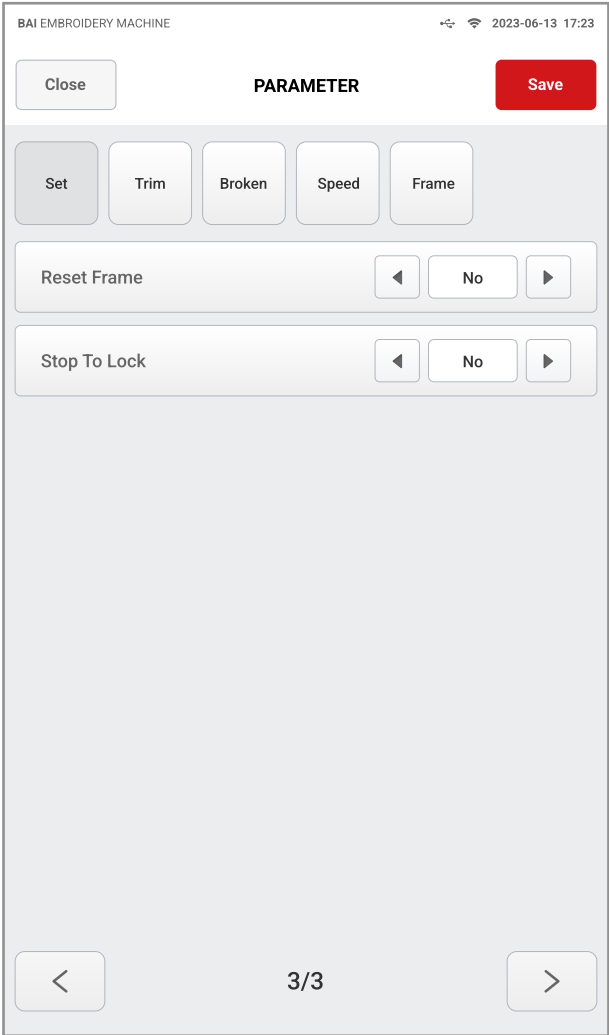 BAI EMBROIDERY MACHINE 2023-06-13 17:23
Close PARAMETER Save
Set Trim Broken Speed Frame
Reset Frame No
Stop To Lock No
3/3